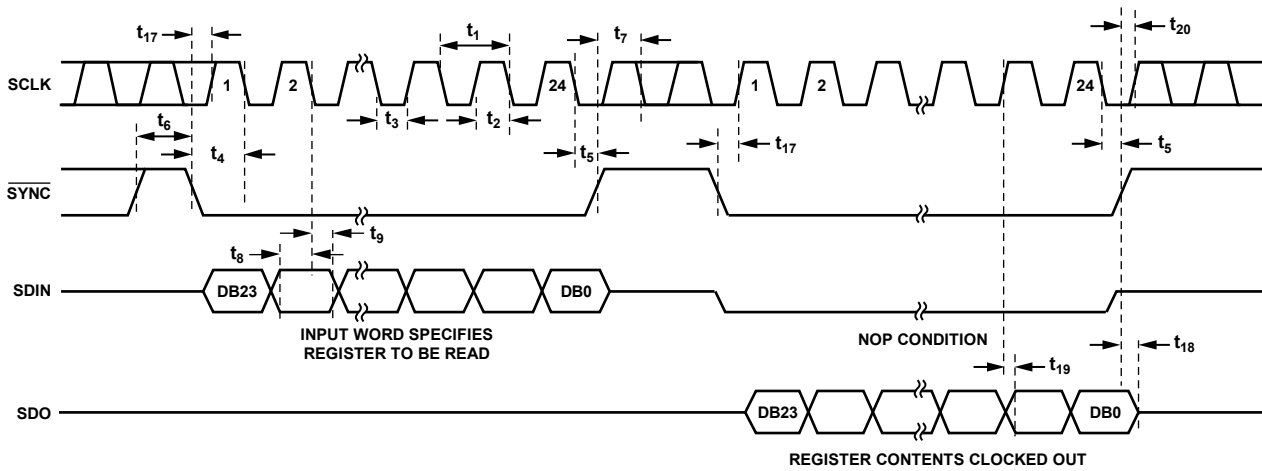 t17
t1
t7
t20
SCLK
1
2
24
1
2
24
t6
t4
t3
t2
t5
t17
t5
SYNC
t8
t9
SDIN
DB23
DB0
INPUT WORD SPECIFIES
REGISTER TO BE READ
NOP CONDITION
t19
t18
SDO
DB23
DB0
REGISTER CONTENTS CLOCKED OUT